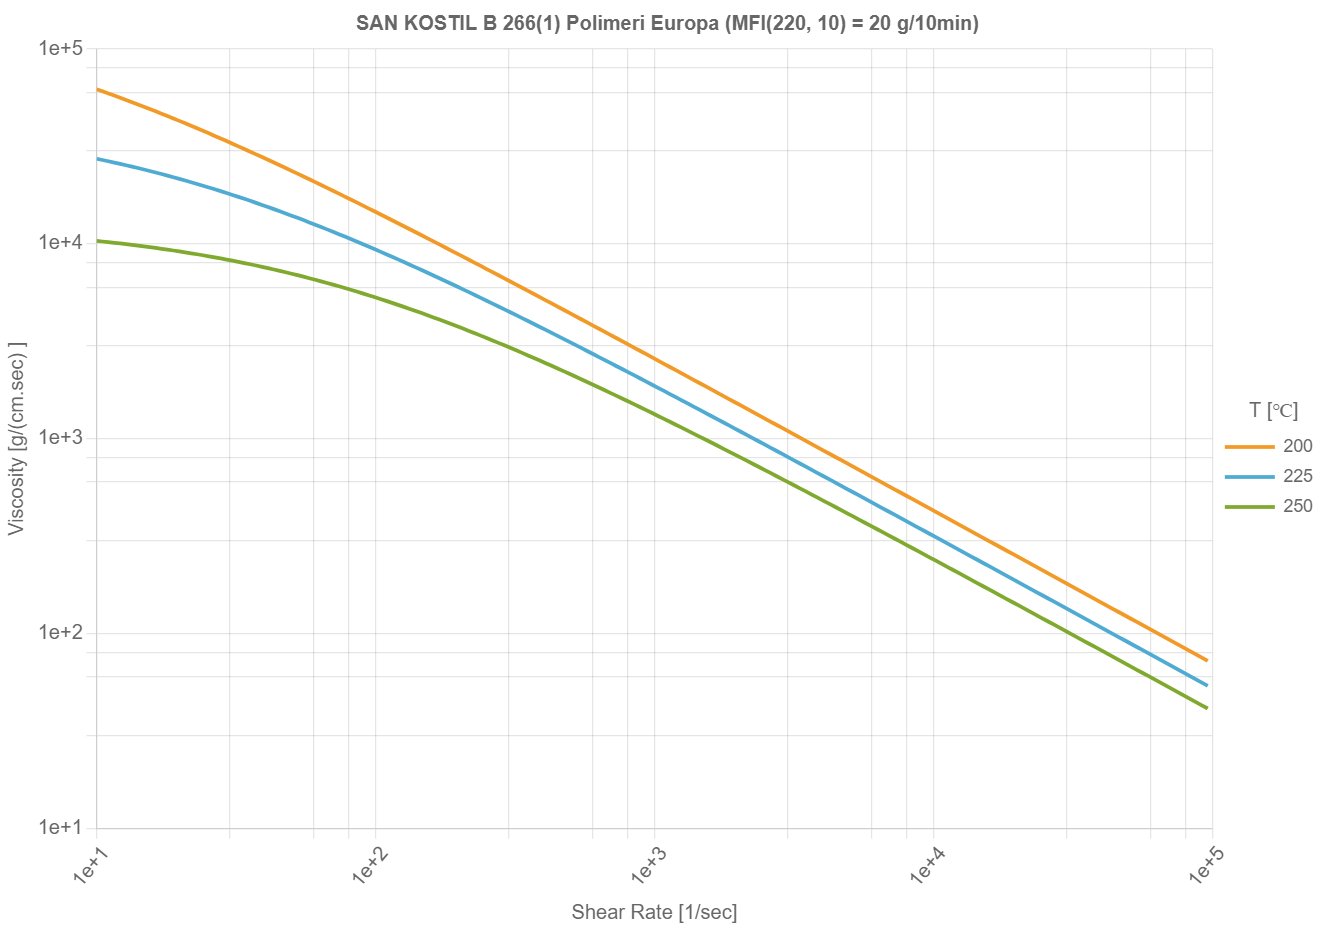 SAN KOSTIL B 266(1) Polimeri Europa (MFI(220, 10) = 20 g/10min)
1e+5
1e+4
1e+3
1e+2
1e+1
Viscosity [g/(cm.sec) ]
1e+1
1e+2
1e+3
1e+4
1e+5
Shear Rate [1/sec]
T [℃]
200
225
250